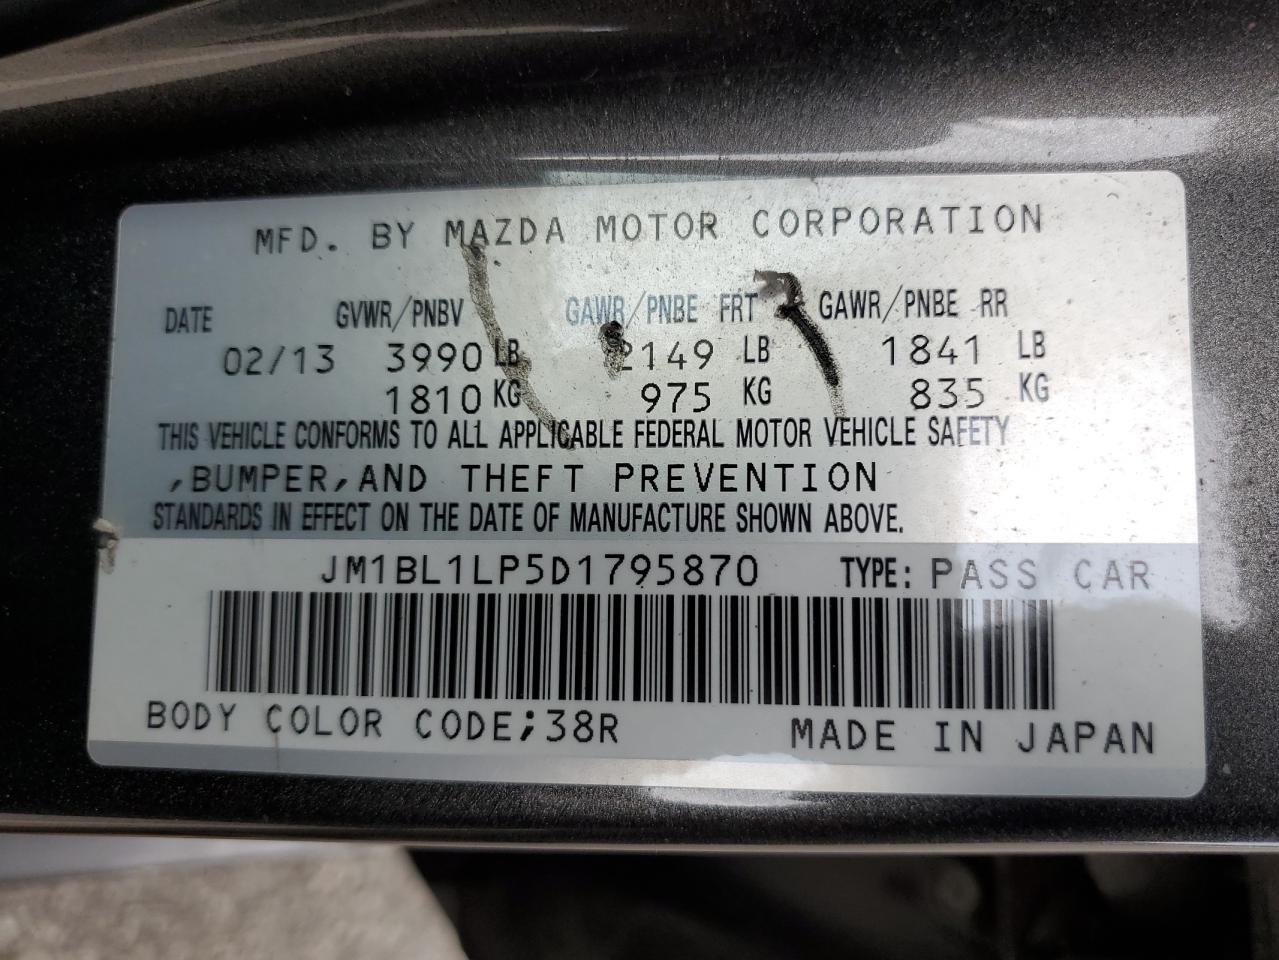 MFD. BY MAZDA MOTOR CORPORATION
DATE GVWR/PNBV GAWR/PNBE FRT GAWR/PNBE RR
02/13 3990 LB 2149 LB 1841 LB
1810 KG 975 KG 835 KG
THIS VEHICLE CONFORMS TO ALL APPLICABLE FEDERAL MOTOR VEHICLE SAFETY
,BUMPER,AND THEFT PREVENTION
STANDARDS IN EFFECT ON THE DATE OF MANUFACTURE SHOWN ABOVE.
JM1BL1LP5D1795870 TYPE: PASS CAR
BODY COLOR CODE;38R MADE IN JAPAN